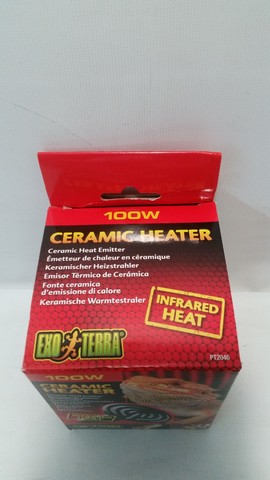 100W
CERAMIC HEATER
Ceramic Heat Emitter
Émetteur de chaleur en céramique
Keramischer Heizstrahler
Emisor Térmico de Cerámica
Fonte ceramica
d'emissione di calore
Keramische Warmtestraler
INFRARED
HEAT
EXO TERRA
PT2046
100W
CERAMIC
HEATER